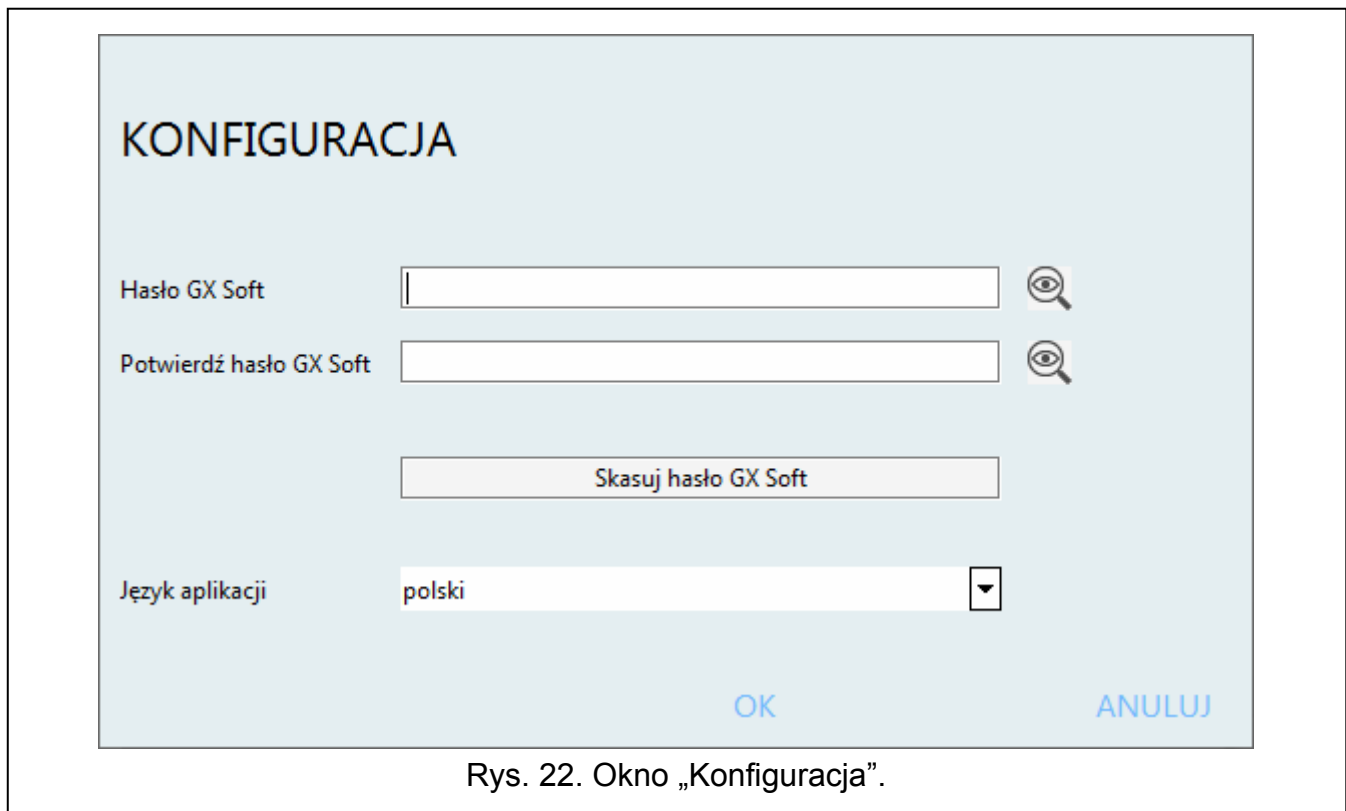 KONFIGURACJA
Hasło GX Soft
Potwierdź hasło GX Soft
Skasuj hasło GX Soft
Język aplikacji polski
OK ANULUJ
Rys. 22. Okno „Konfiguracja”.